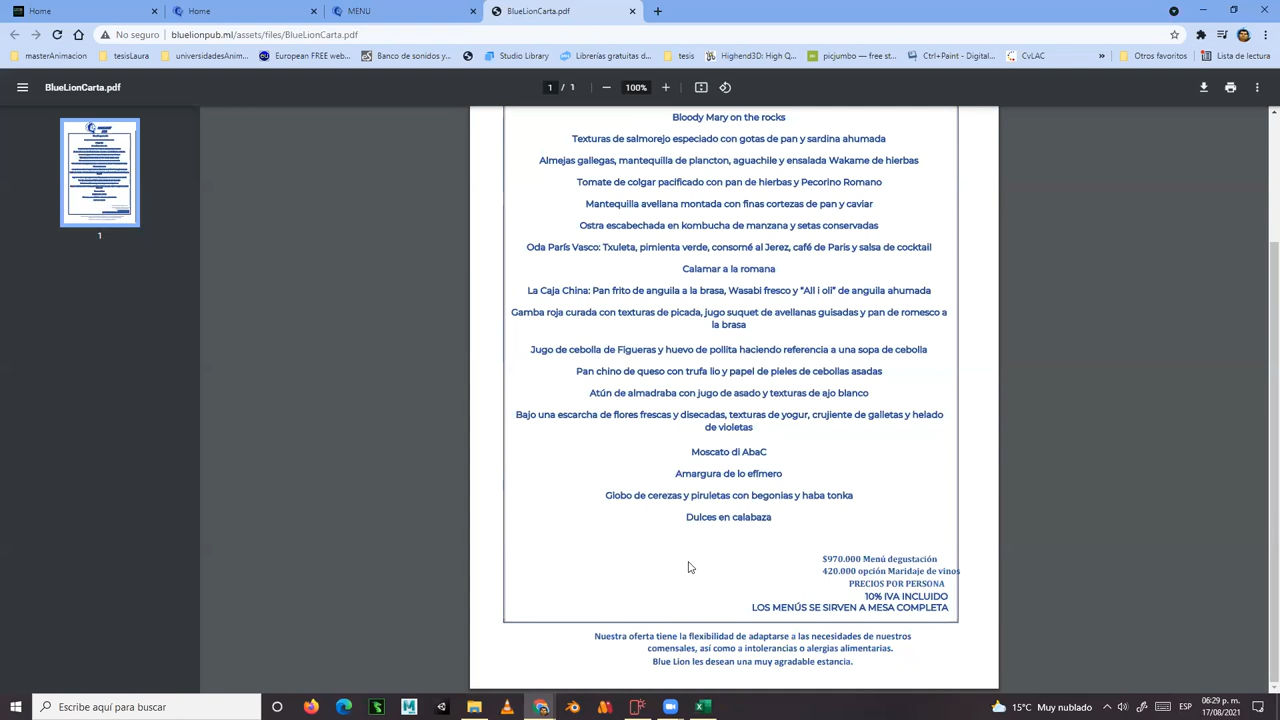 Home
Home
MENU
BlueLionCarta.pdf
No seguro
bluelionpub.ml/assets/files/BlueLionCarta.pdf
masterAnimacion
tesisLaura
universidadesAnim...
European FREE web...
Banco de sonidos y...
Studio Library
Librerías gratuitas d...
tesis
Highend3d: High Q...
picjumbo — Downl...
Ctrl+Paint - Digital...
CvLAC
»
Otros favoritos
Lista de lectura
BlueLionCarta.pdf
1 / 1
100%
1
Bloody Mary on the rocks
Texturas de salmorejo especiado con gotas de pan y sardina ahumada
Almejas gallegas, mantequilla de plancton, aguachile y ensalada Wakame de hierbas
Tomate de colgar pacificado con pan de hierbas y Pecorino Romano
Mantequilla avellana montada con finas cortezas de pan y caviar
Ostra escabechada en kombucha de manzana y setas conservadas
Oda París Vasco: Txuleta, pimienta verde, consomé al Jerez, café de Paris y salsa de cocktail
Calamar a la romana
La Caja China: Pan frito de anguila a la brasa, Wasabi fresco y “All i oli” de anguila ahumada
Gamba roja curada con texturas de picada, jugo suquet de avellanas guisadas y pan de romesco a
la brasa
Jugo de cebolla de Figueras y huevo de pollita haciendo referencia a una sopa de cebolla
Pan chino de queso con trufa lio y papel de pieles de cebollas asadas
Atún de almadraba con jugo de asado y texturas de ajo blanco
Bajo una escarcha de flores frescas y disecadas, texturas de yogur, crujiente de galletas y helado
de violetas
Moscato di AbaC
Amargura de lo efímero
Globo de cerezas y piruletas con begonias y haba tonka
Dulces en calabaza
$970.000 Menú degustación
420.000 opción Maridaje de vinos
PRECIOS POR PERSONA
10% IVA INCLUIDO
LOS MENÚS SE SIRVEN A MESA COMPLETA
Nuestra oferta tiene la flexibilidad de adaptarse a las necesidades de nuestros
comensales, así como a intolerancias o alergias alimentarias.
Blue Lion les desean una muy agradable estancia.
Escribe aquí para buscar
15°C Muy nublado
ESP
06:29 p. m.
17/08/2021